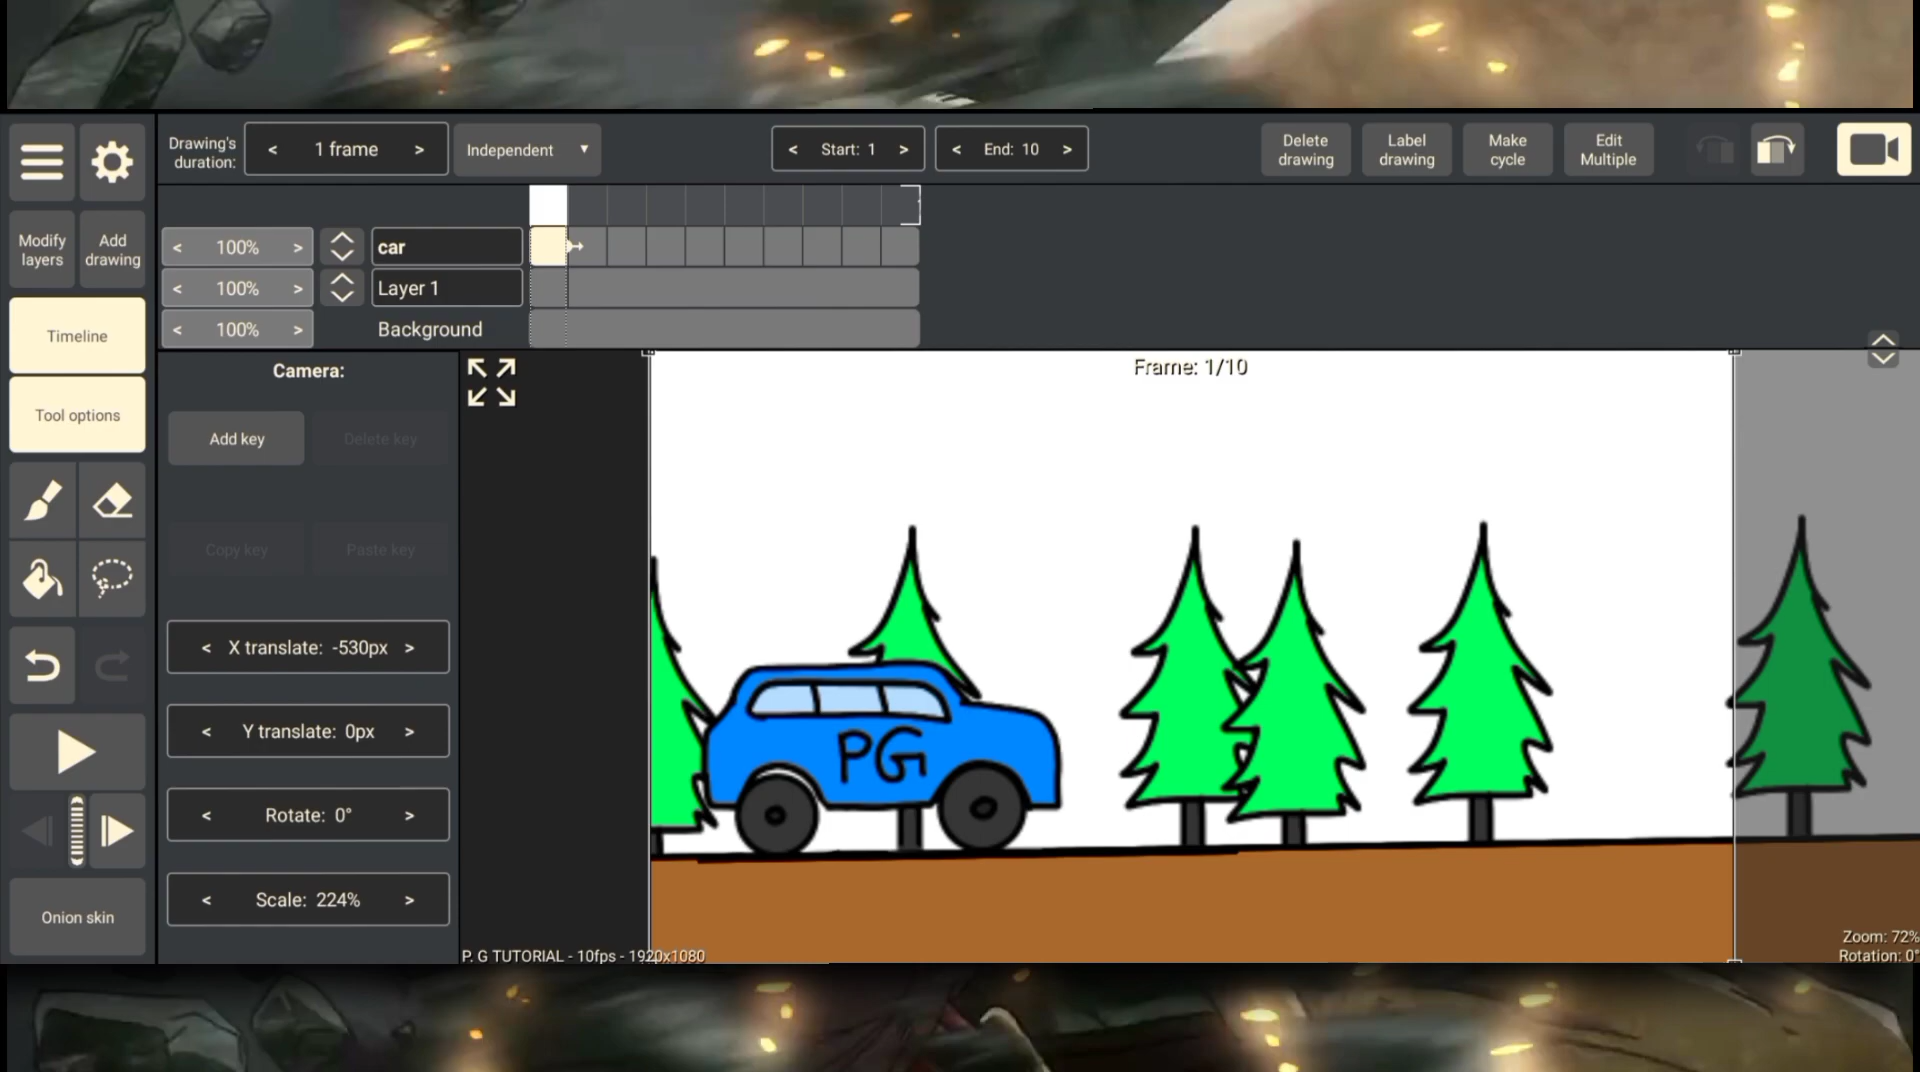 Drawing's
duration:
< 1 frame >
Independent
< Start: 1 >
< End: 10 >
Delete
drawing
Label
drawing
Make
cycle
Edit
Multiple
Modify
layers
Add
drawing
< 100% >
car
< 100% >
Layer 1
< 100% >
Background
Timeline
Tool options
Camera:
Frame: 1/10
Add key
Delete key
Copy key
Paste key
< X translate: -530px >
< Y translate: 0px >
PG
< Rotate: 0° >
< Scale: 224% >
Onion skin
P. G TUTORIAL - 10fps - 1920x1080
Zoom: 72%
Rotation: 0°